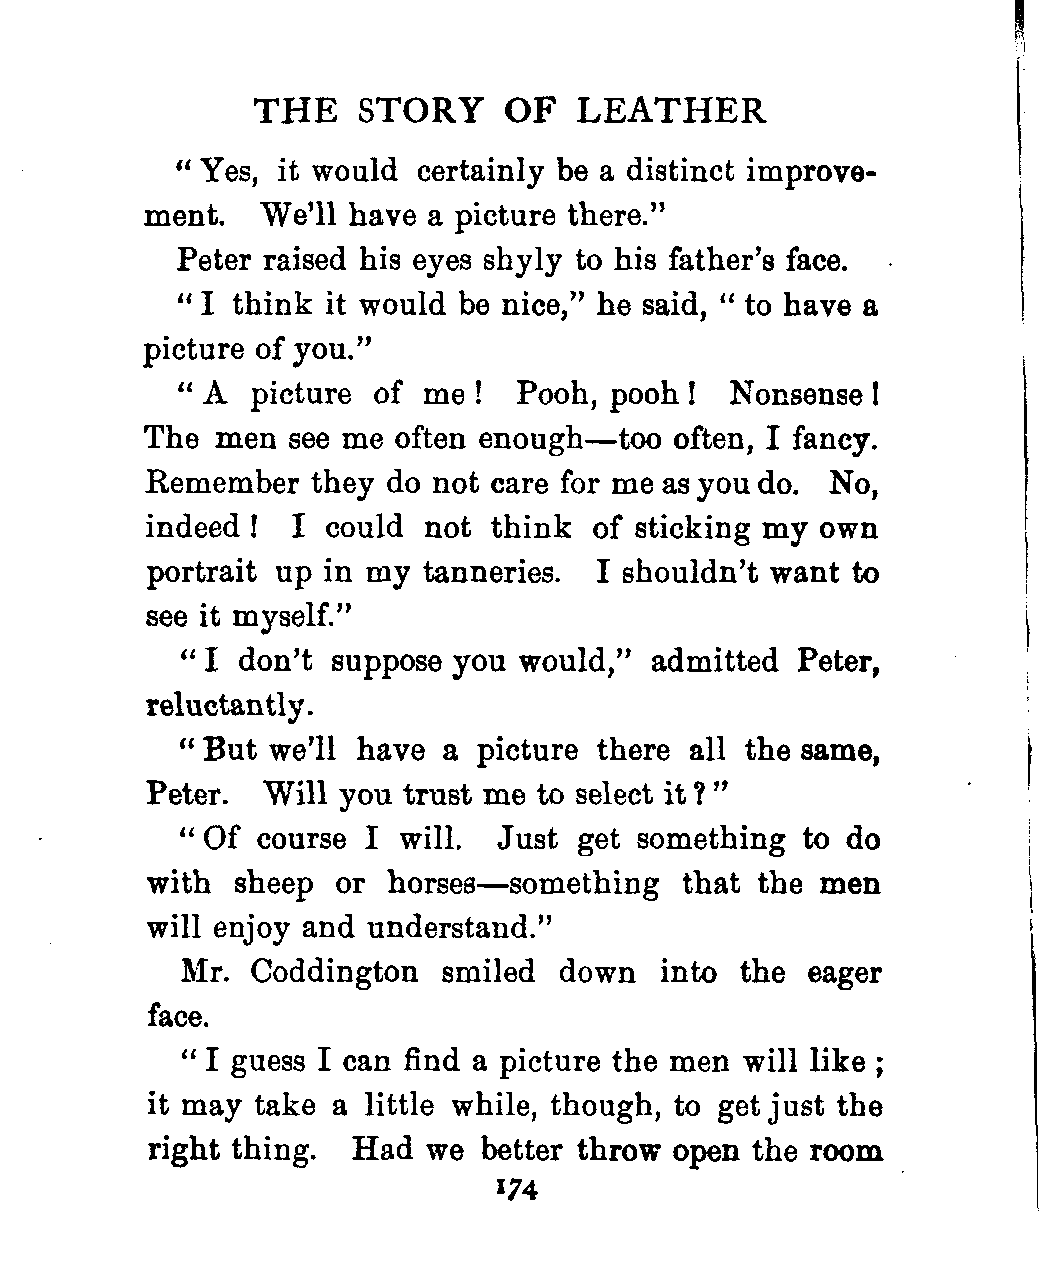 THE STORY OF LEATHER
“ Yes, it would certainly be a distinct improve-
ment. We'll have a picture there.”
Peter raised his eyes shyly to his father's face.
“ I think it would be nice,” he said, “ to have a
picture of you.”
“ A picture of me ! Pooh, pooh ! Nonsense !
The men see me often enough—too often, I fancy.
Remember they do not care for me as you do. No,
indeed ! I could not think of sticking my own
portrait up in my tanneries. I shouldn't want to
see it myself.”
“ I don't suppose you would,” admitted Peter,
reluctantly.
“ But we'll have a picture there all the same,
Peter. Will you trust me to select it ? ”
“ Of course I will. Just get something to do
with sheep or horses—something that the men
will enjoy and understand.”
Mr. Coddington smiled down into the eager
face.
“ I guess I can find a picture the men will like ;
it may take a little while, though, to get just the
right thing. Had we better throw open the room
174